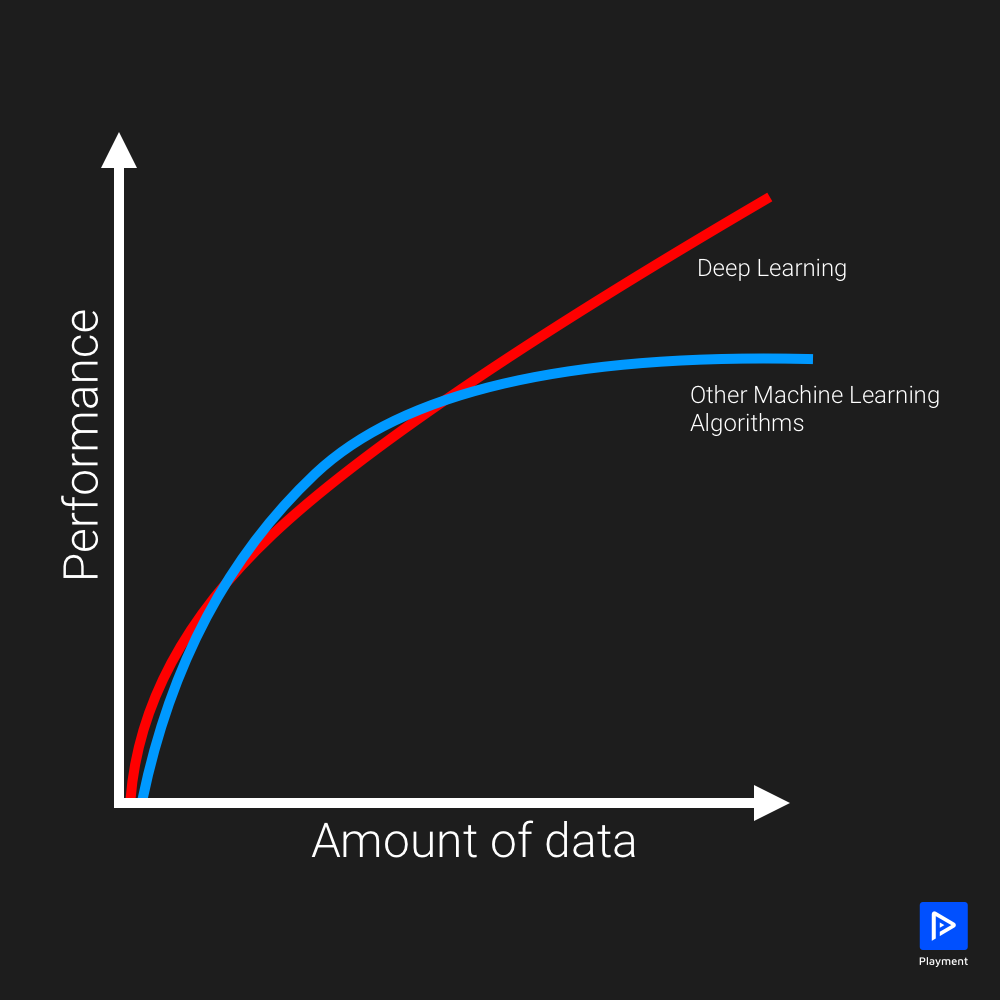 Performance
Deep Learning
Other Machine Learning
Algorithms
Amount of data
Playment